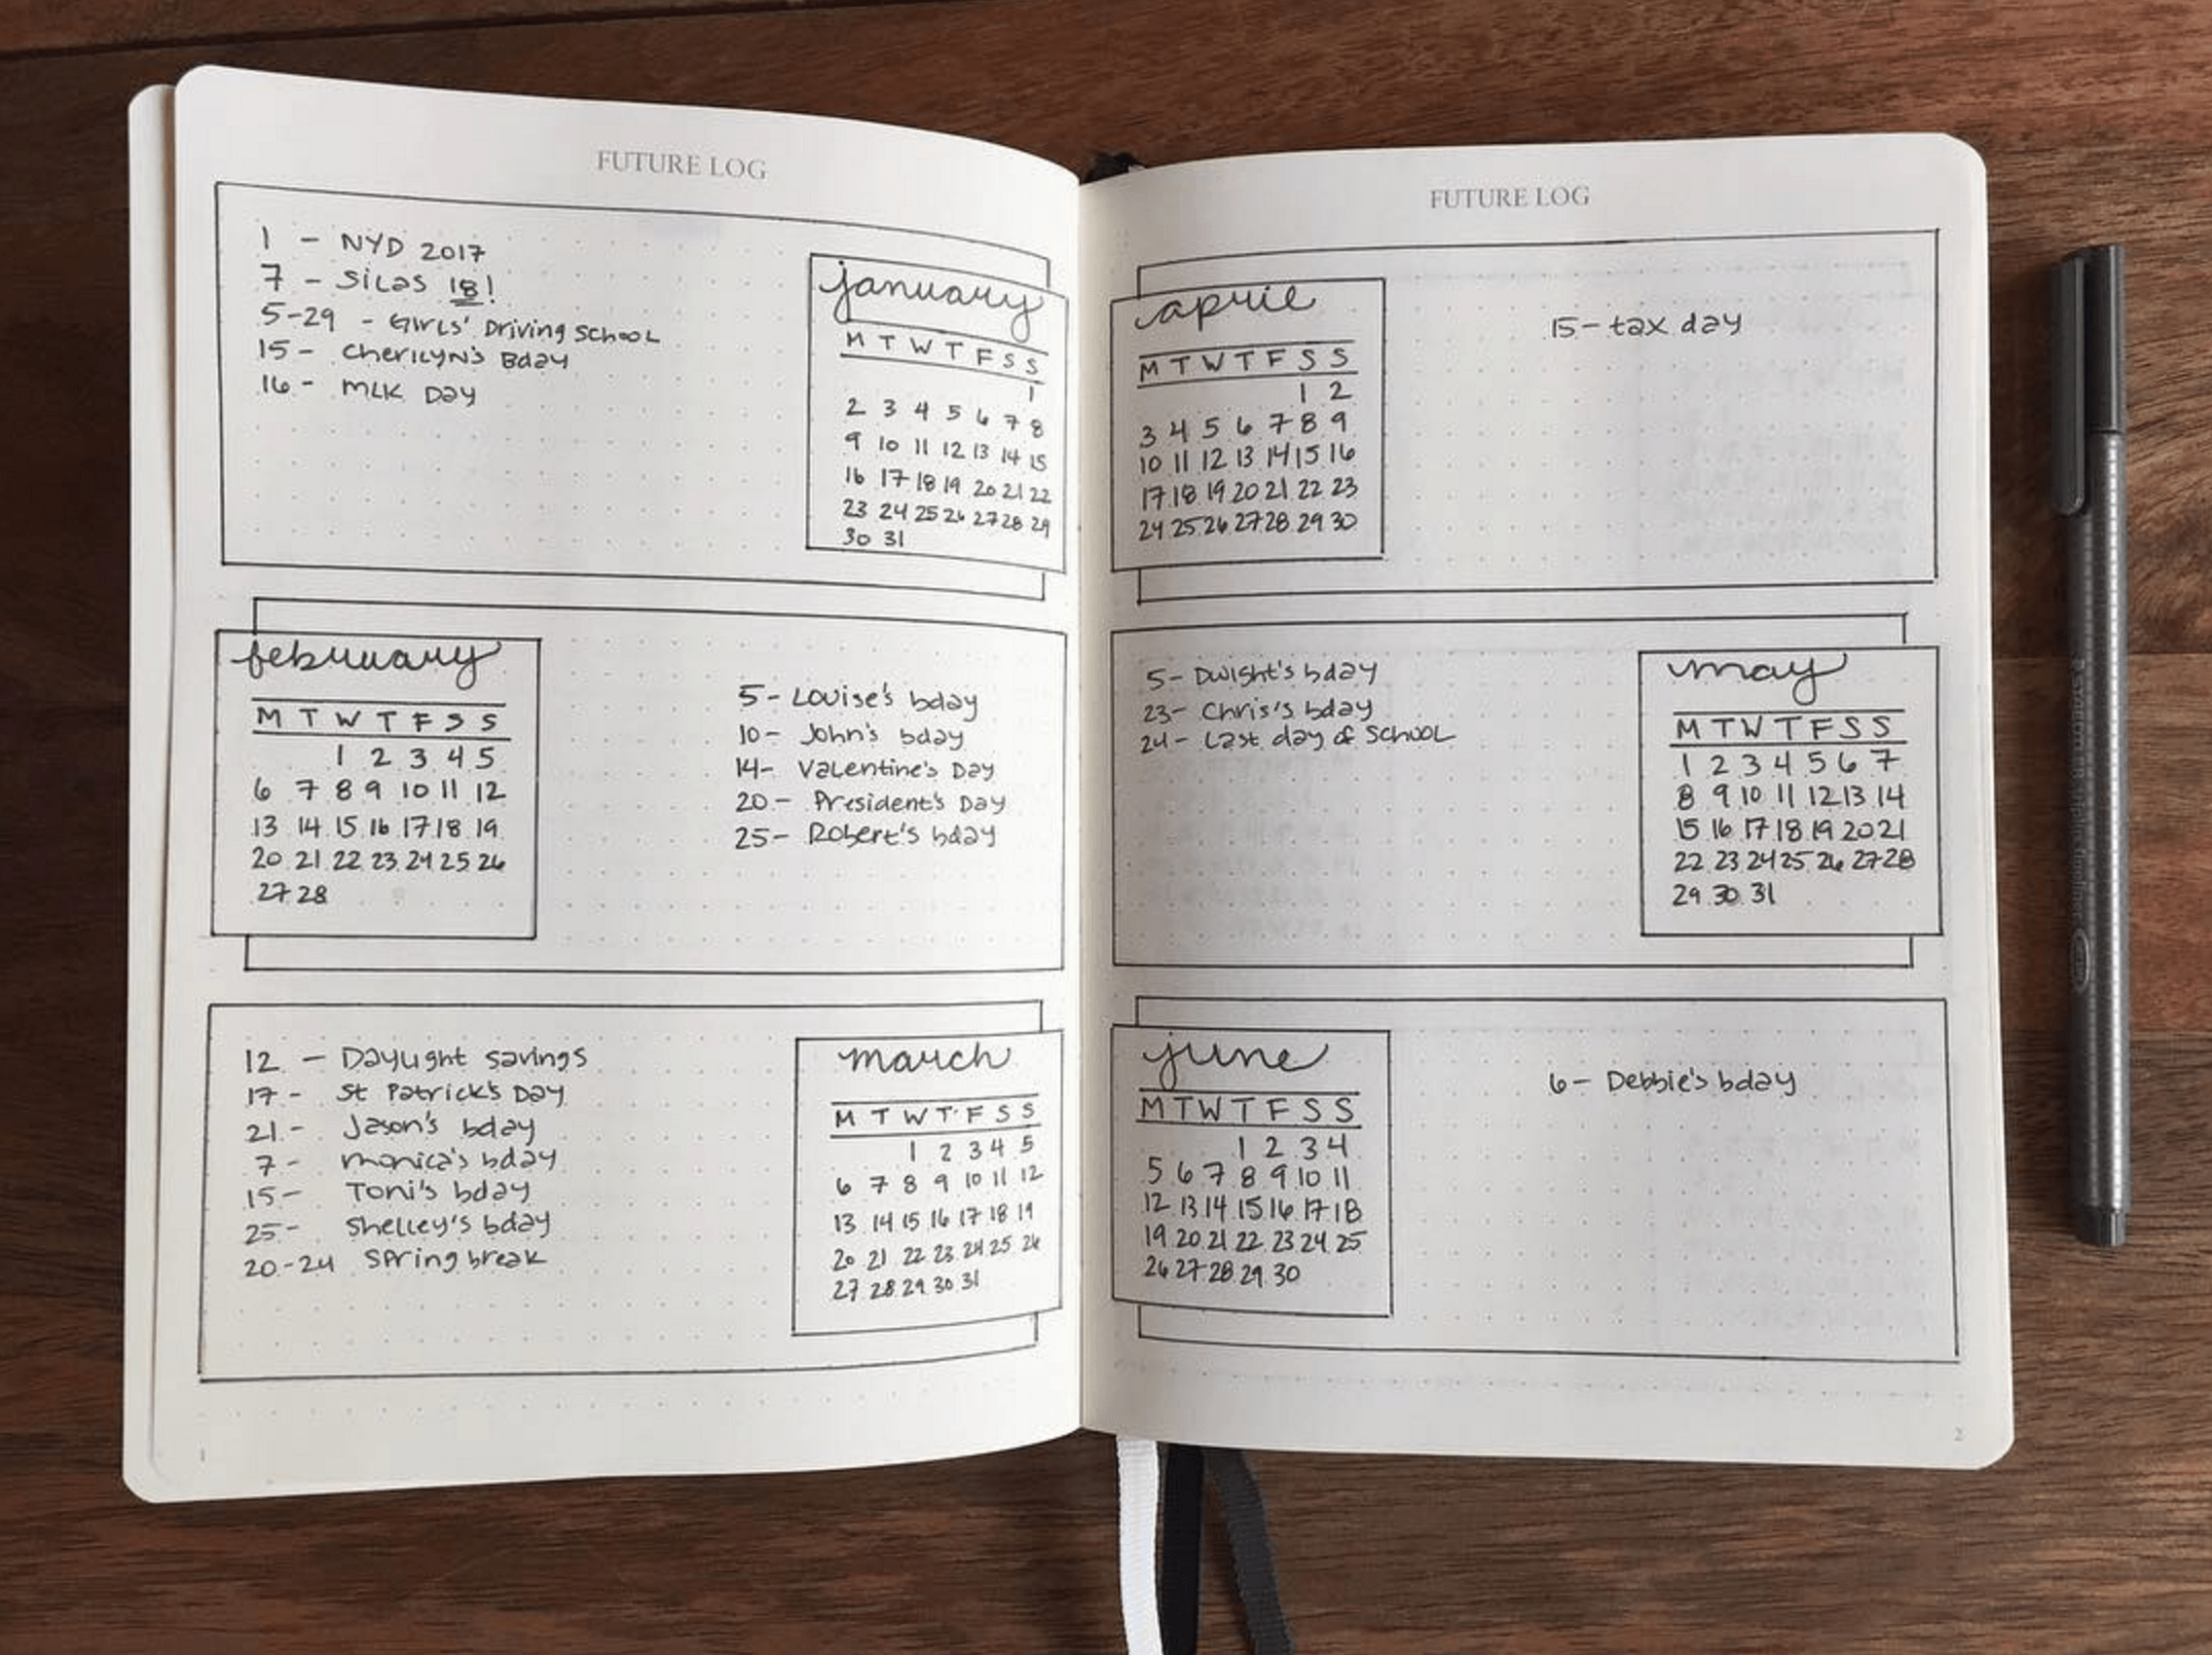 FUTURE LOG
1 - NYD 2017
7 - Silas 18!
5-29 - Girls' Driving School
15 - Cherilyn's Bday
16 - MLK Day
january
M T W T F S S
1
2 3 4 5 6 7 8
9 10 11 12 13 14 15
16 17 18 19 20 21 22
23 24 25 26 27 28 29
30 31
february
M T W T F S S
1 2 3 4 5
6 7 8 9 10 11 12
13 14 15 16 17 18 19
20 21 22 23 24 25 26
27 28
5 - Louise's bday
10 - John's bday
14 - Valentine's Day
20 - President's Day
25 - Robert's bday
12 - Daylight savings
17 - St Patrick's Day
21 - Jason's bday
7 - Monica's bday
15 - Toni's bday
25 - Shelley's bday
20-24 Spring break
march
M T W T F S S
1 2 3 4 5
6 7 8 9 10 11 12
13 14 15 16 17 18 19
20 21 22 23 24 25 26
27 28 29 30 31
1
FUTURE LOG
april
M T W T F S S
1 2
3 4 5 6 7 8 9
10 11 12 13 14 15 16
17 18 19 20 21 22 23
24 25 26 27 28 29 30
15 - tax day
5 - Dwight's bday
23 - Chris's bday
24 - Last day of School
may
M T W T F S S
1 2 3 4 5 6 7
8 9 10 11 12 13 14
15 16 17 18 19 20 21
22 23 24 25 26 27 28
29 30 31
june
M T W T F S S
1 2 3 4
5 6 7 8 9 10 11
12 13 14 15 16 17 18
19 20 21 22 23 24 25
26 27 28 29 30
6 - Debbie's bday
2
STAEDTLER